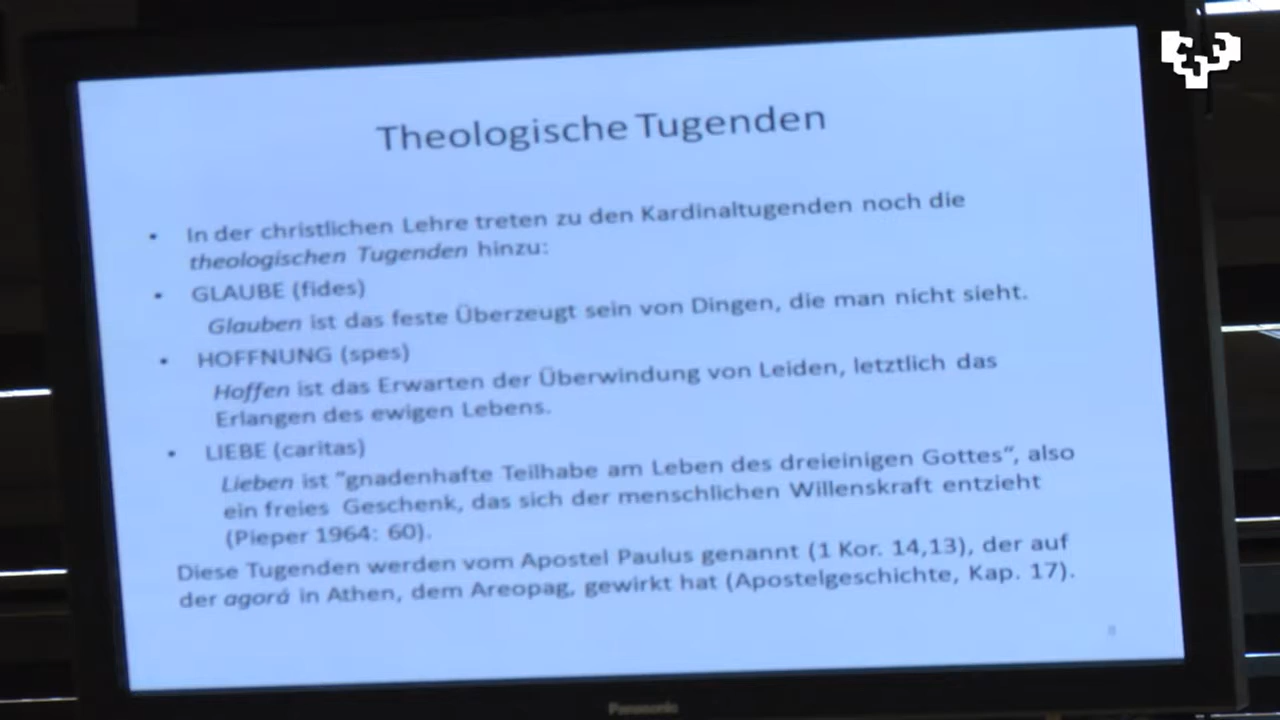 Theologische Tugenden
• In der christlichen Lehre treten zu den Kardinaltugenden noch die
theologischen Tugenden hinzu:
• GLAUBE (fides)
Glauben ist das feste Überzeugt sein von Dingen, die man nicht sieht.
• HOFFNUNG (spes)
Hoffen ist das Erwarten der Überwindung von Leiden, letztlich das
Erlangen des ewigen Lebens.
• LIEBE (caritas)
Lieben ist "gnadenhafte Teilhabe am Leben des dreieinigen Gottes“, also
ein freies Geschenk, das sich der menschlichen Willenskraft entzieht
(Pieper 1964: 60).
Diese Tugenden werden vom Apostel Paulus genannt (1 Kor. 14,13), der auf
der agorá in Athen, dem Areopag, gewirkt hat (Apostelgeschichte, Kap. 17).
Panasonic